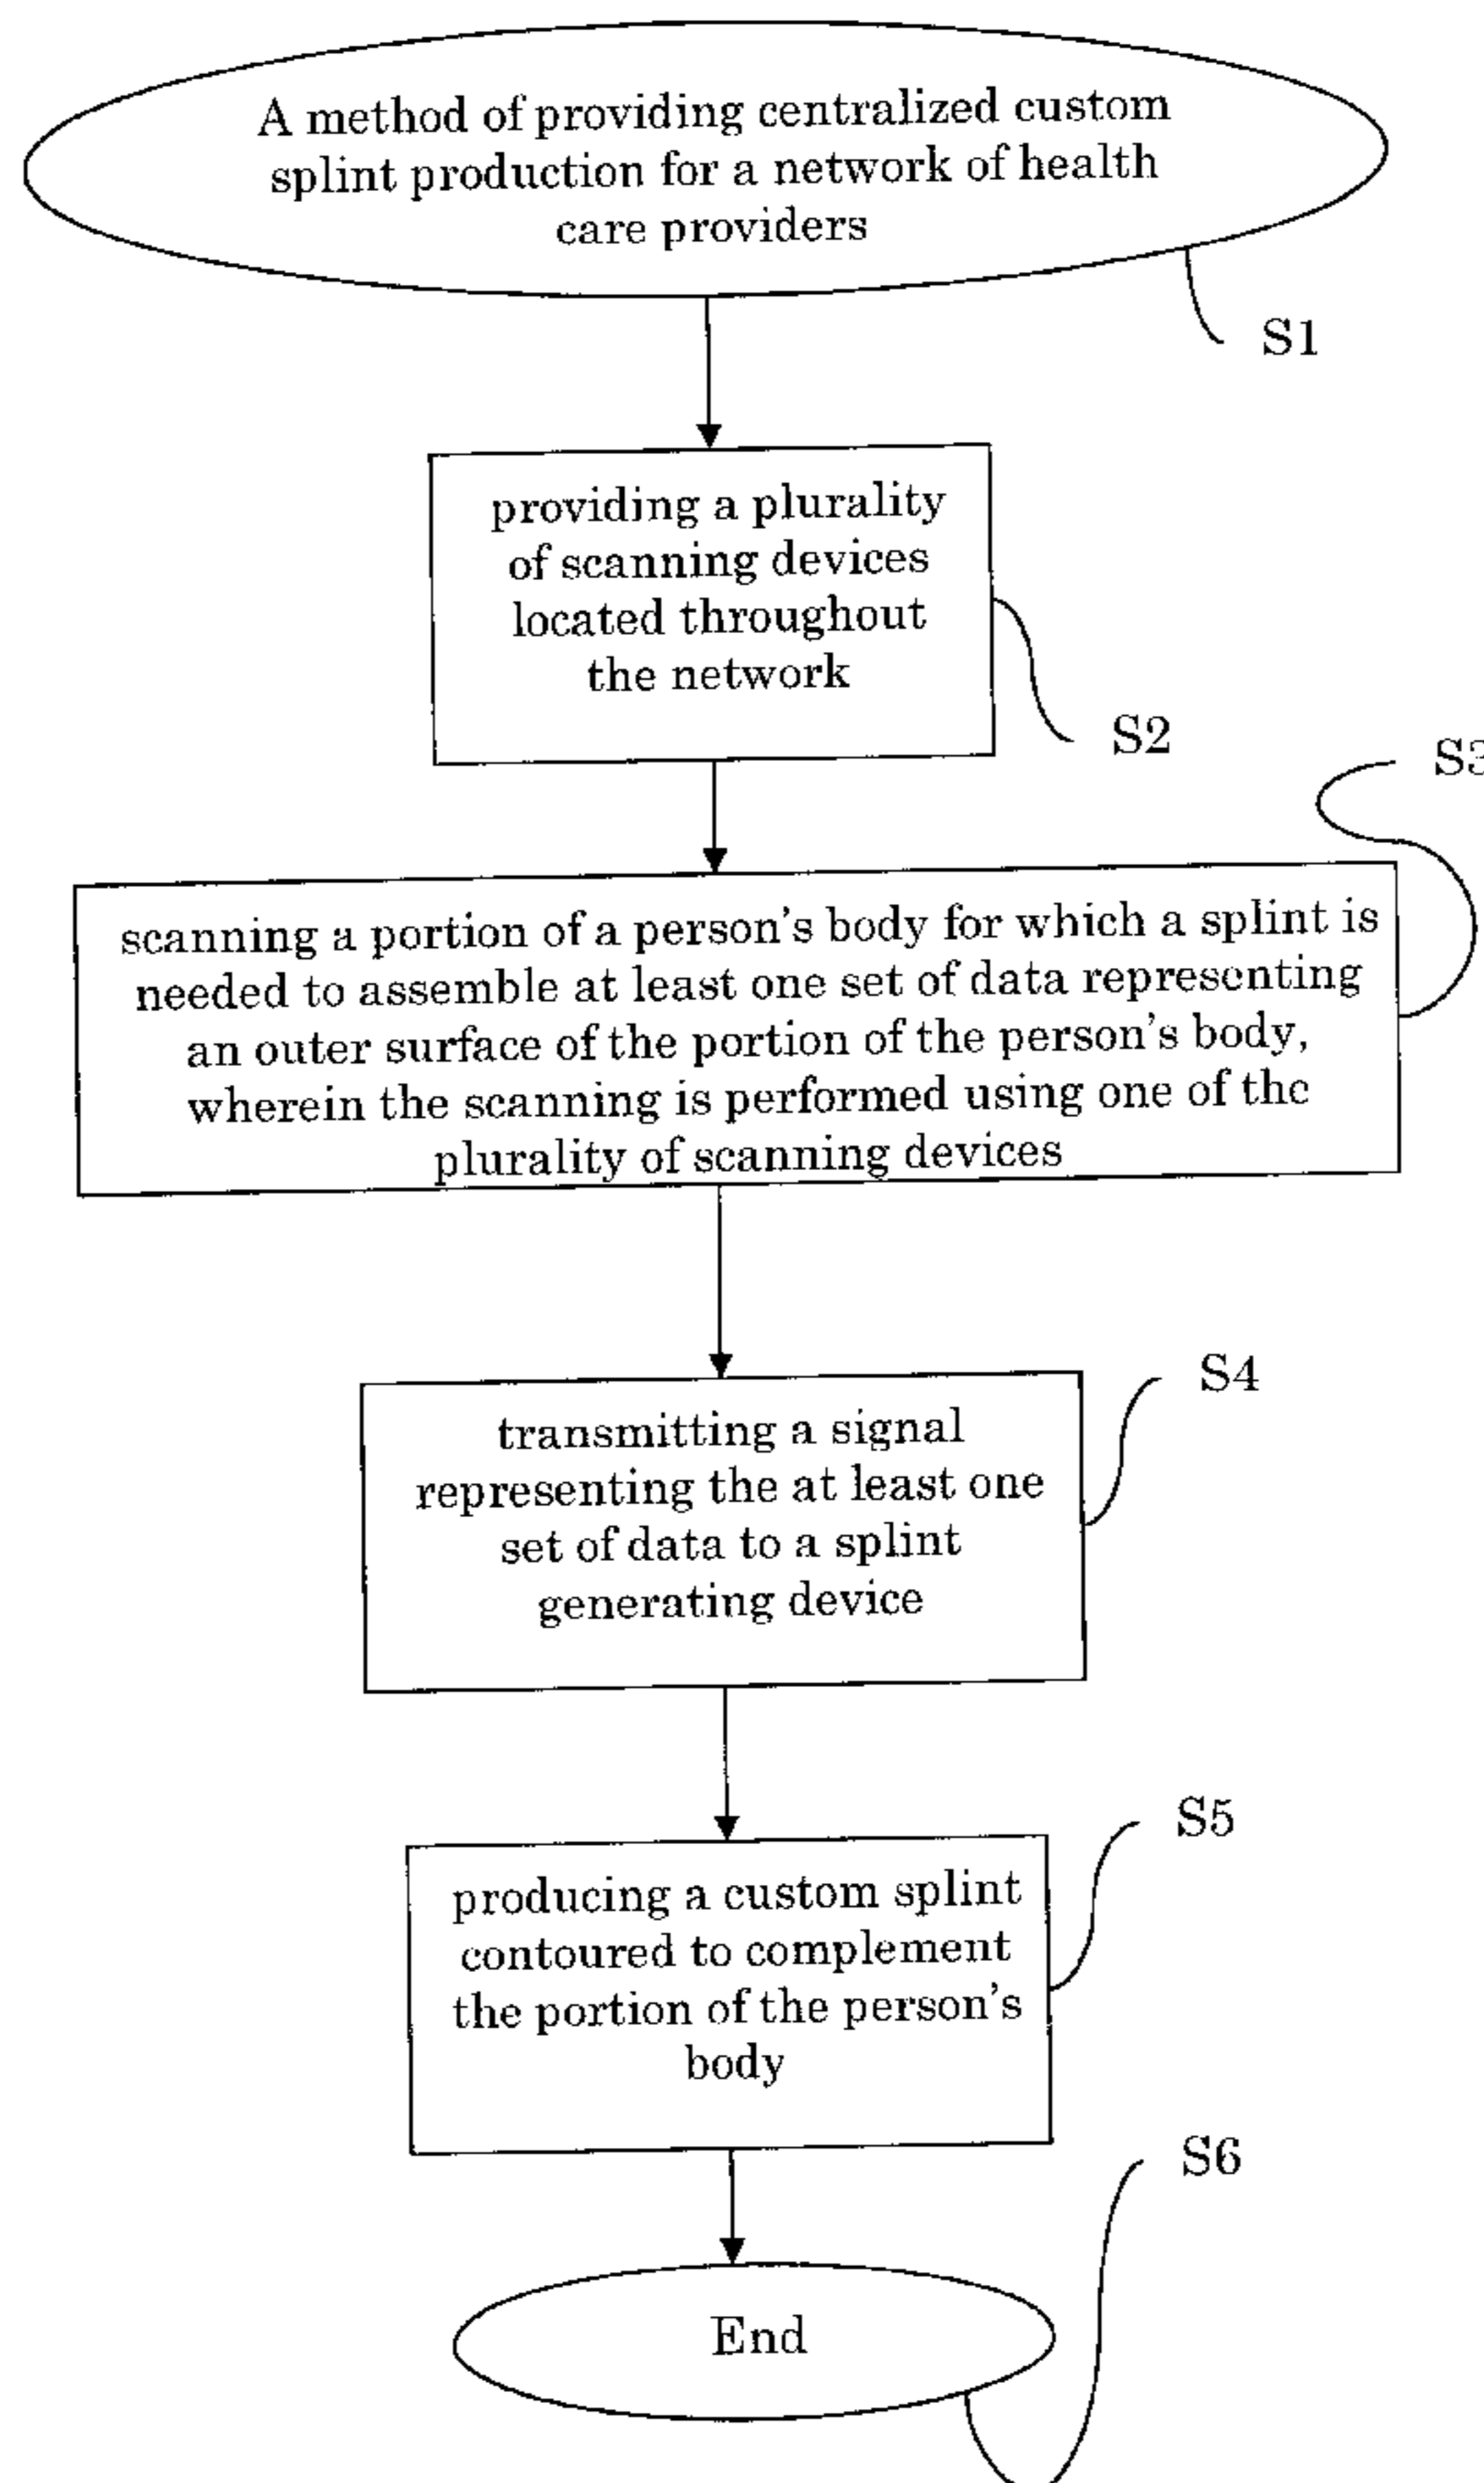 A method of providing centralized custom
splint production for a network of health
care providers
S1
providing a plurality
of scanning devices
located throughout
the network
S2
S3
scanning a portion of a person's body for which a splint is
needed to assemble at least one set of data representing
an outer surface of the portion of the person's body,
wherein the scanning is performed using one of the
plurality of scanning devices
S4
transmitting a signal
representing the at least one
set of data to a splint
generating device
S5
producing a custom splint
contoured to complement
the portion of the person's
body
S6
End